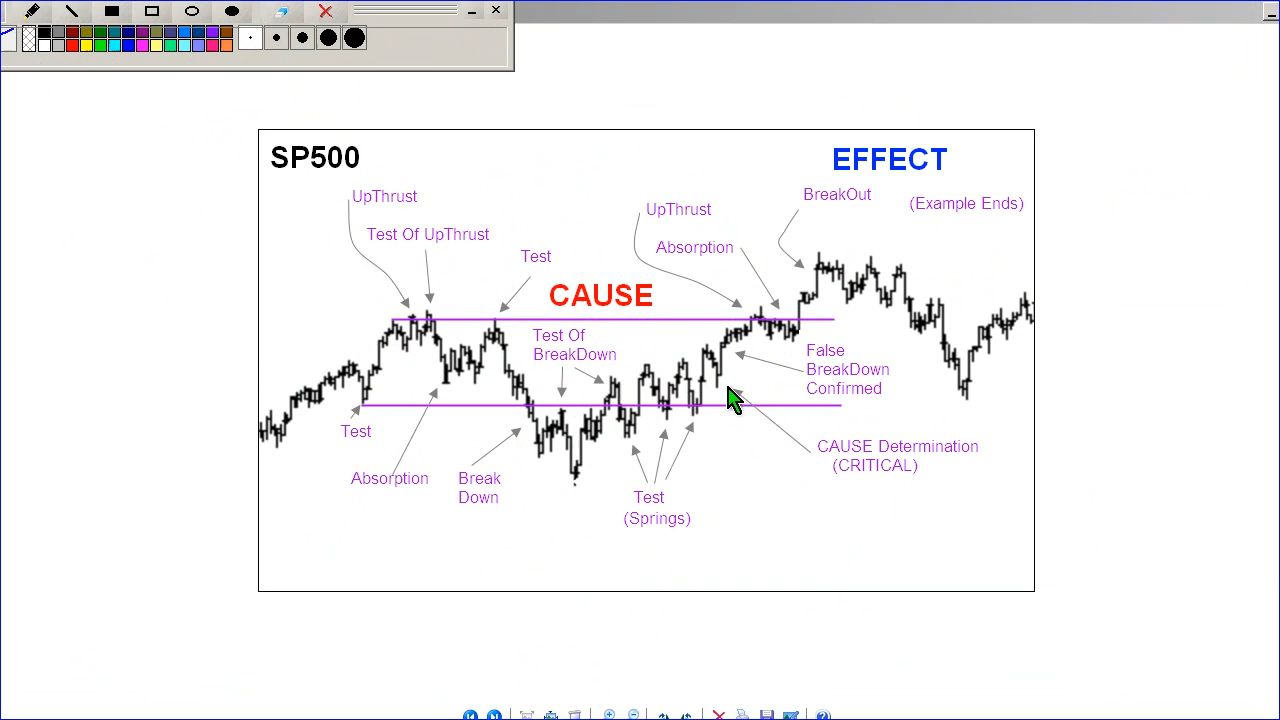 SP500
EFFECT
UpThrust
BreakOut
(Example Ends)
UpThrust
Test Of UpThrust
Absorption
Test
CAUSE
Test Of
BreakDown
False
BreakDown
Confirmed
Test
CAUSE Determination
(CRITICAL)
Absorption
Break
Down
Test
(Springs)